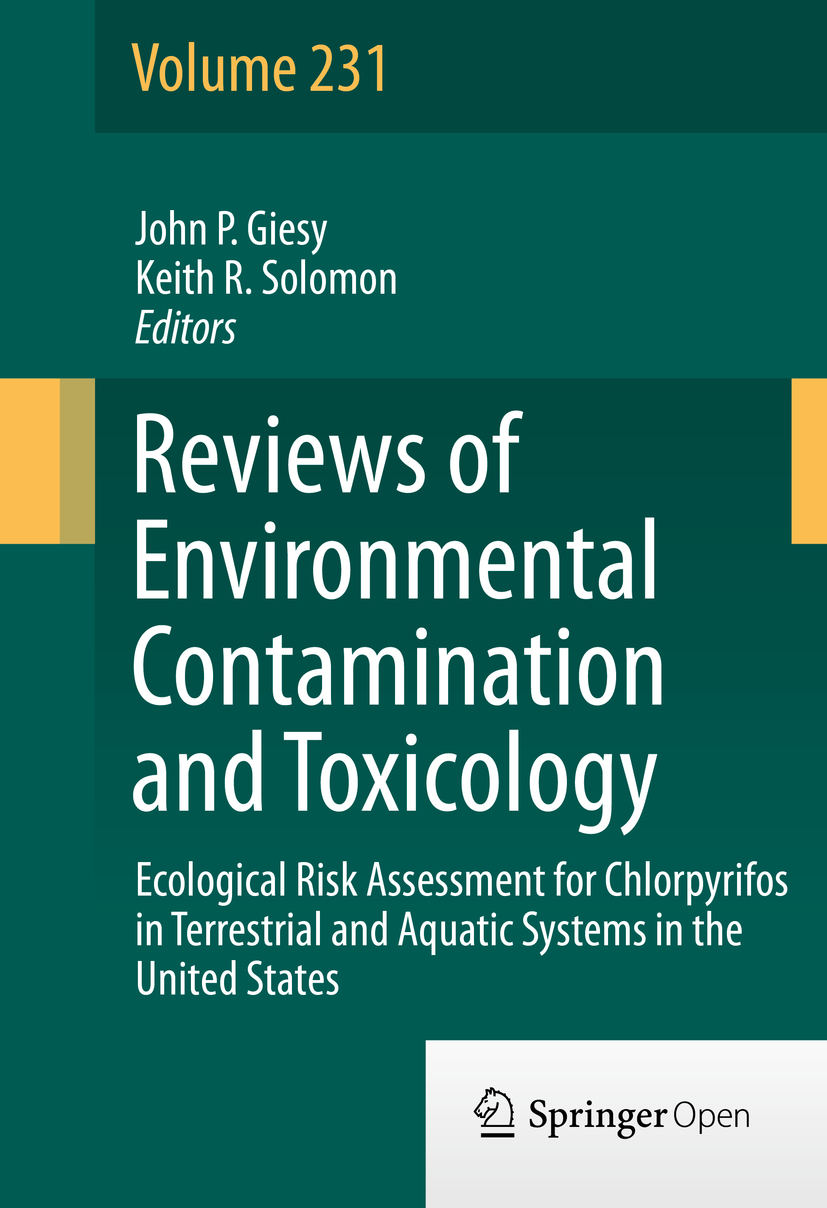 Volume 231
John P. Giesy
Keith R. Solomon
Editors
Reviews of
Environmental
Contamination
and Toxicology
Ecological Risk Assessment for Chlorpyrifos
in Terrestrial and Aquatic Systems in the
United States
Springer Open